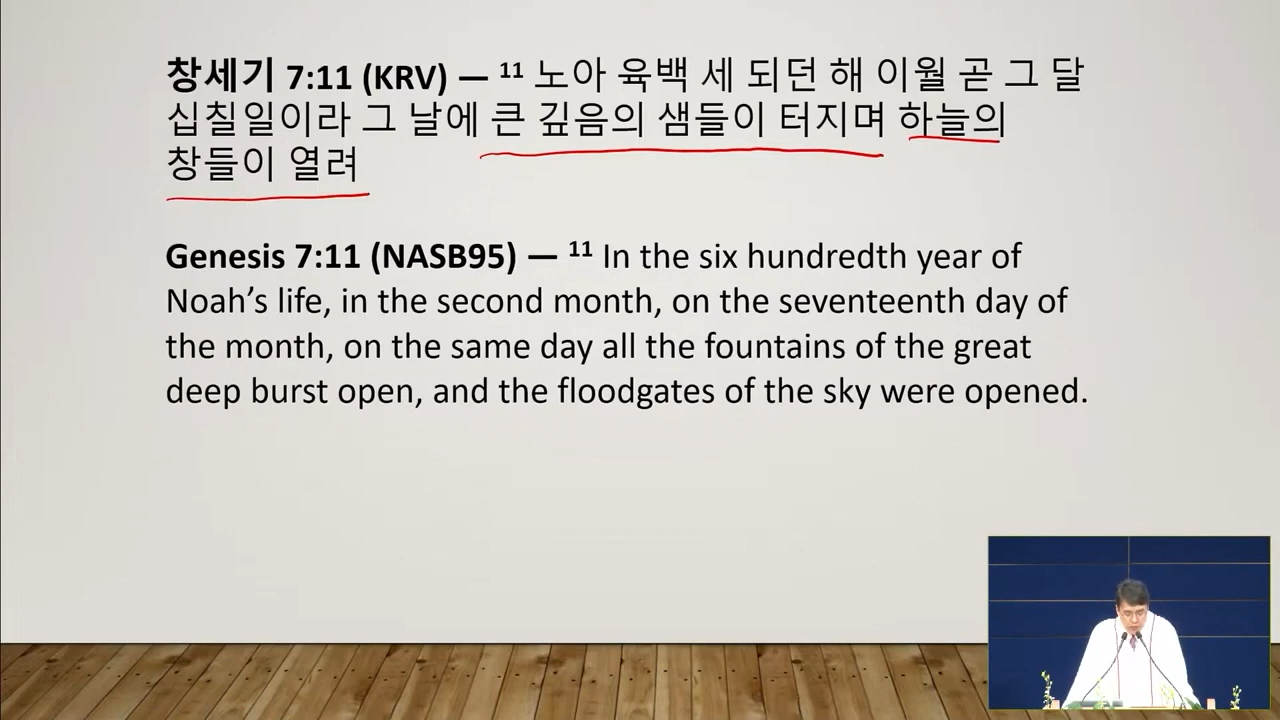 창세기 7:11 (KRV) — 11 노아 육백 세 되던 해 이월 곧 그 달
십칠일이라 그 날에 큰 깊음의 샘들이 터지며 하늘의
창들이 열려
Genesis 7:11 (NASB95) — 11 In the six hundredth year of
Noah’s life, in the second month, on the seventeenth day of
the month, on the same day all the fountains of the great
deep burst open, and the floodgates of the sky were opened.